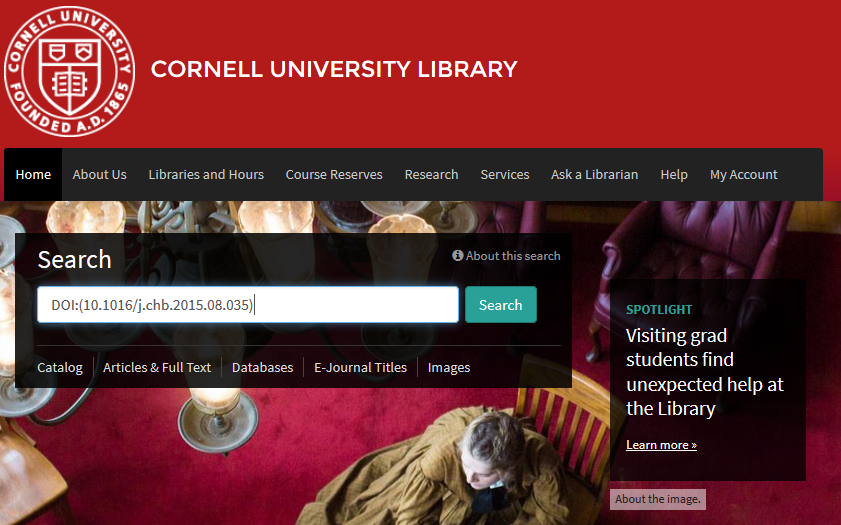 CORNELL UNIVERSITY
FOUNDED A.D. 1865
CORNELL UNIVERSITY LIBRARY
Home
About Us
Libraries and Hours
Course Reserves
Research
Services
Ask a Librarian
Help
My Account
Search
About this search
DOI:(10.1016/j.chb.2015.08.035)
Search
Catalog
Articles & Full Text
Databases
E-Journal Titles
Images
SPOTLIGHT
Visiting grad
students find
unexpected help at
the Library
Learn more »
About the image.